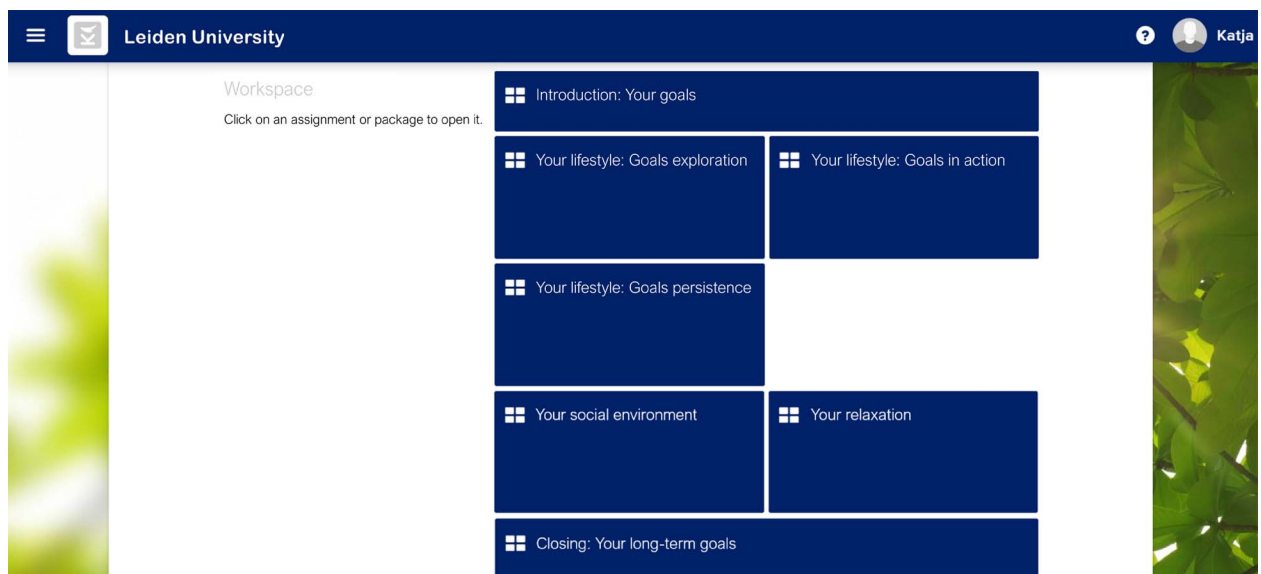 Leiden University
?
Katja
Workspace
Click on an assignment or package to open it.
Introduction: Your goals
Your lifestyle: Goals exploration
Your lifestyle: Goals in action
Your lifestyle: Goals persistence
Your social environment
Your relaxation
Closing: Your long-term goals